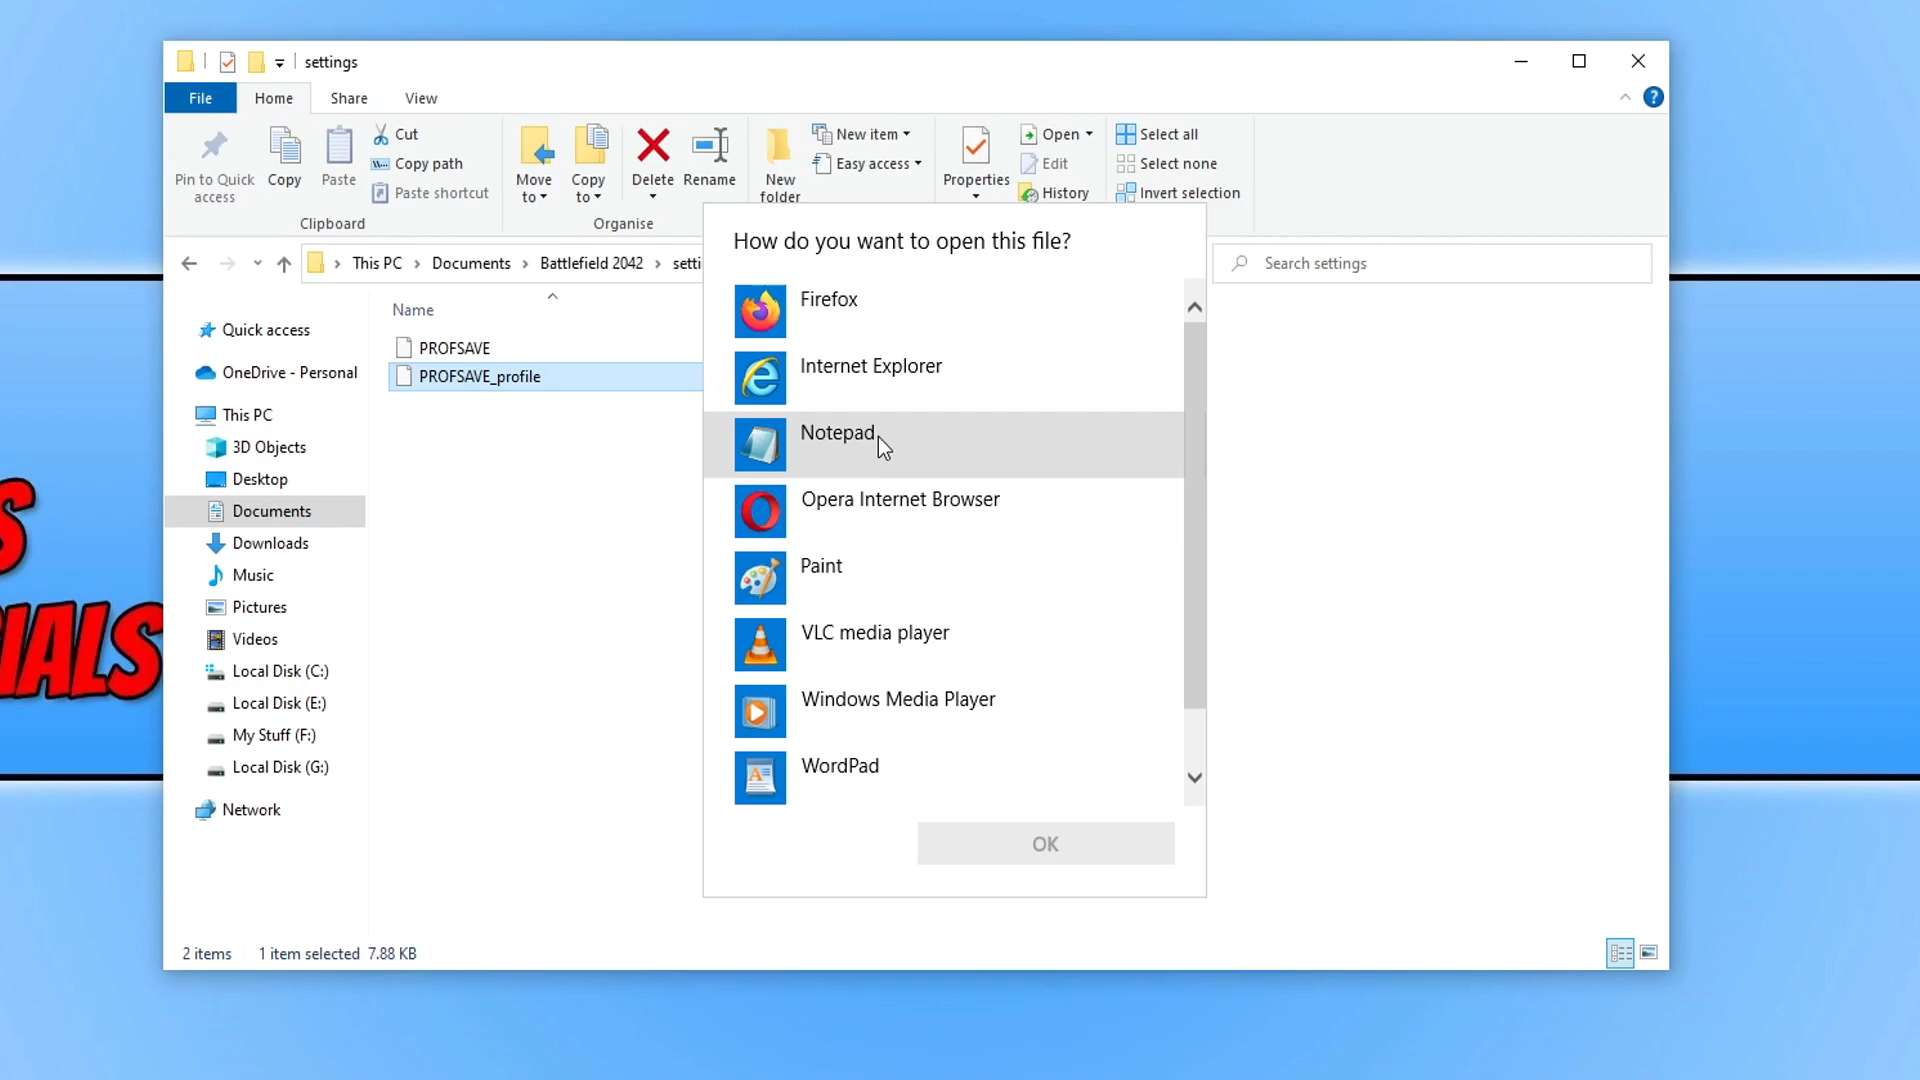 settings
File Home Share View
Pin to Quick access
Copy
Paste
Cut
Copy path
Paste shortcut
Clipboard
Move to
Copy to
Delete
Rename
Organise
New folder
New item
Easy access
Properties
Open
Edit
History
Select all
Select none
Invert selection
This PC > Documents > Battlefield 2042 > setti
Search settings
Quick access
OneDrive - Personal
This PC
3D Objects
Desktop
Documents
Downloads
Music
Pictures
Videos
Local Disk (C:)
Local Disk (E:)
My Stuff (F:)
Local Disk (G:)
Network
Name
PROFSAVE
PROFSAVE_profile
How do you want to open this file?
Firefox
Internet Explorer
Notepad
Opera Internet Browser
Paint
VLC media player
Windows Media Player
WordPad
OK
2 items 1 item selected 7.88 KB
S
IALS